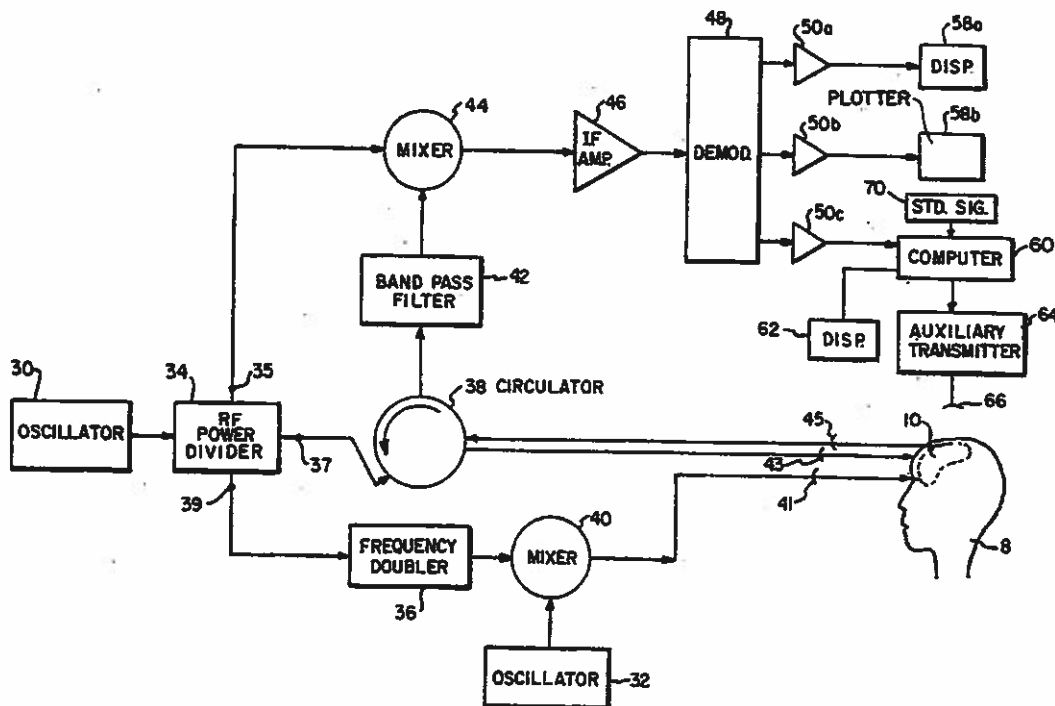 48
50a
58a
DISP.
46
44
PLOTTER
58b
MIXER
I.F
AMP.
DEMOD.
50b
70
STD. SIG.
50c
COMPUTER
60
BAND PASS
FILTER
42
62
DISP.
64
AUXILIARY
TRANSMITTER
30
34
35
38 CIRCULATOR
66
OSCILLATOR
RF
POWER
DIVIDER
37
45
10
43
39
41
40
FREQUENCY
DOUBLER
MIXER
8
36
OSCILLATOR
32